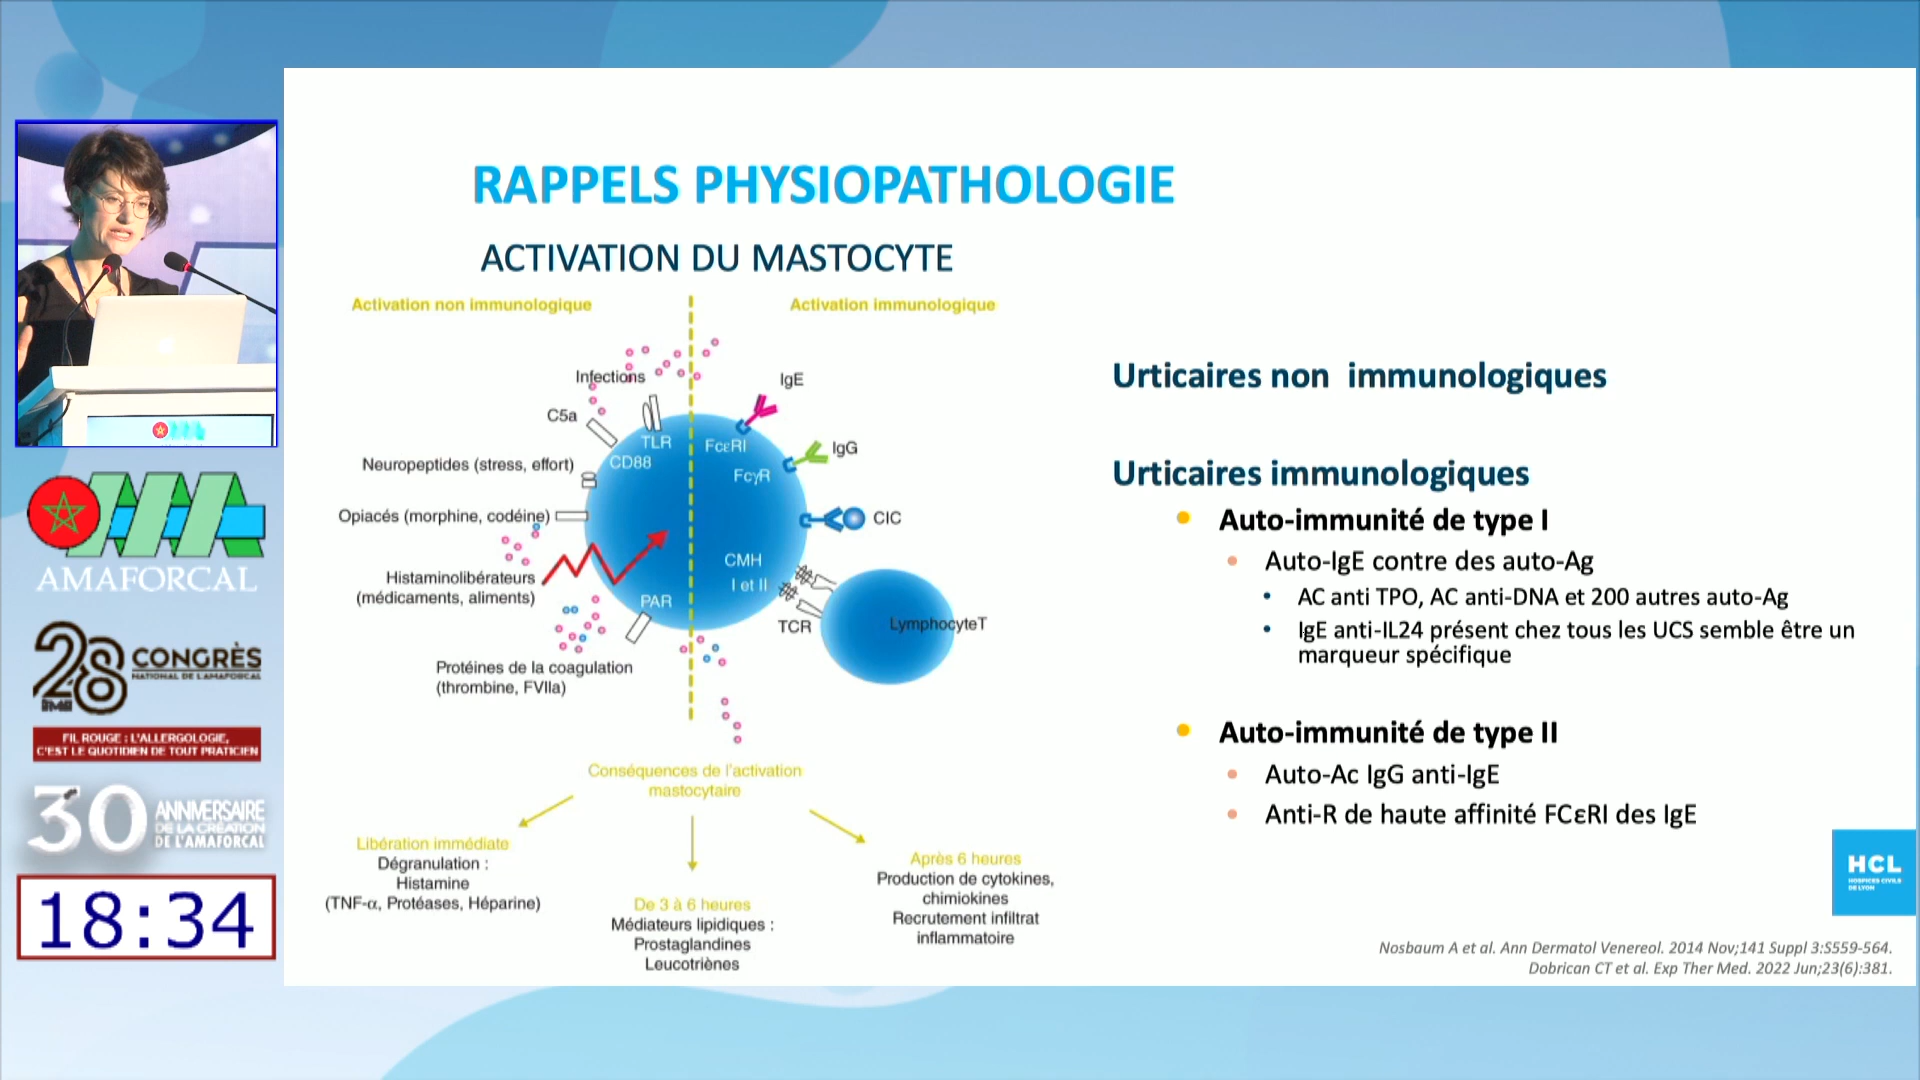 RAPPELS PHYSIOPATHOLOGIE
ACTIVATION DU MASTOCYTE
Activation non immunologique
Activation immunologique
Infections
IgE
C5a
TLR
FcεRI
IgG
CD88
FcγR
Neuropeptides (stress, effort)
Opiacés (morphine, codéine)
CIC
CMH
I et II
Histaminolibérateurs
(médicaments, aliments)
PAR
TCR
LymphocyteT
Protéines de la coagulation
(thrombine, FVIIa)
Conséquences de l'activation
mastocytaire
Libération immédiate
Dégranulation :
Histamine
(TNF-α, Protéases, Héparine)
De 3 à 6 heures
Médiateurs lipidiques :
Prostaglandines
Leucotriènes
Après 6 heures
Production de cytokines,
chimiokines
Recrutement infiltrat
inflammatoire
Urticaires non immunologiques
Urticaires immunologiques
Auto-immunité de type I
Auto-IgE contre des auto-Ag
AC anti TPO, AC anti-DNA et 200 autres auto-Ag
IgE anti-IL24 présent chez tous les UCS semble être un
marqueur spécifique
Auto-immunité de type II
Auto-Ac IgG anti-IgE
Anti-R de haute affinité FCεRI des IgE
HCL
HOSPICES CIVILS
DE LYON
Nosbaum A et al. Ann Dermatol Venereol. 2014 Nov;141 Suppl 3:S559-564.
Dobrican CT et al. Exp Ther Med. 2022 Jun;23(6):381.
AMAFORCAL
28 CONGRÈS
NATIONAL DE L'AMAFORCAL
FIL ROUGE : L'ALLERGOLOGIE,
C'EST LE QUOTIDIEN DE TOUT PRATICIEN
30 ANNIVERSAIRE
DE LA CRÉATION
DE L'AMAFORCAL
18:34